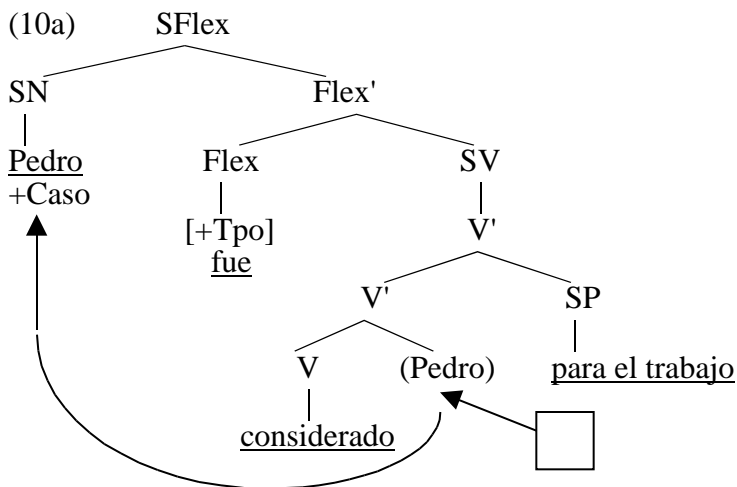 (10a) SFlex
SN Flex'
Pedro Flex SV
+Caso
[+Tpo] V'
fue
V' SP
V (Pedro) para el trabajo
considerado